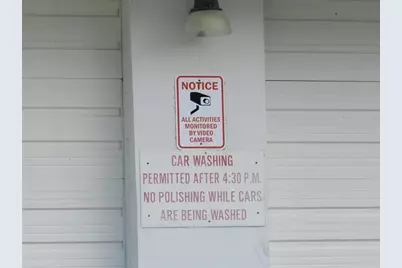 NOTICE
ALL ACTIVITIES
MONITORED
BY VIDEO
CAMERA
CAR WASHING
PERMITTED AFTER 4:30 P.M.
NO POLISHING WHILE CARS
ARE BEING WASHED